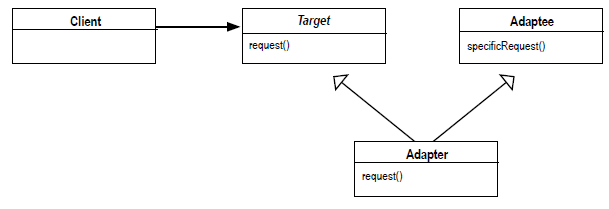 Client
Target
request()
Adaptee
specificRequest()
Adapter
request()